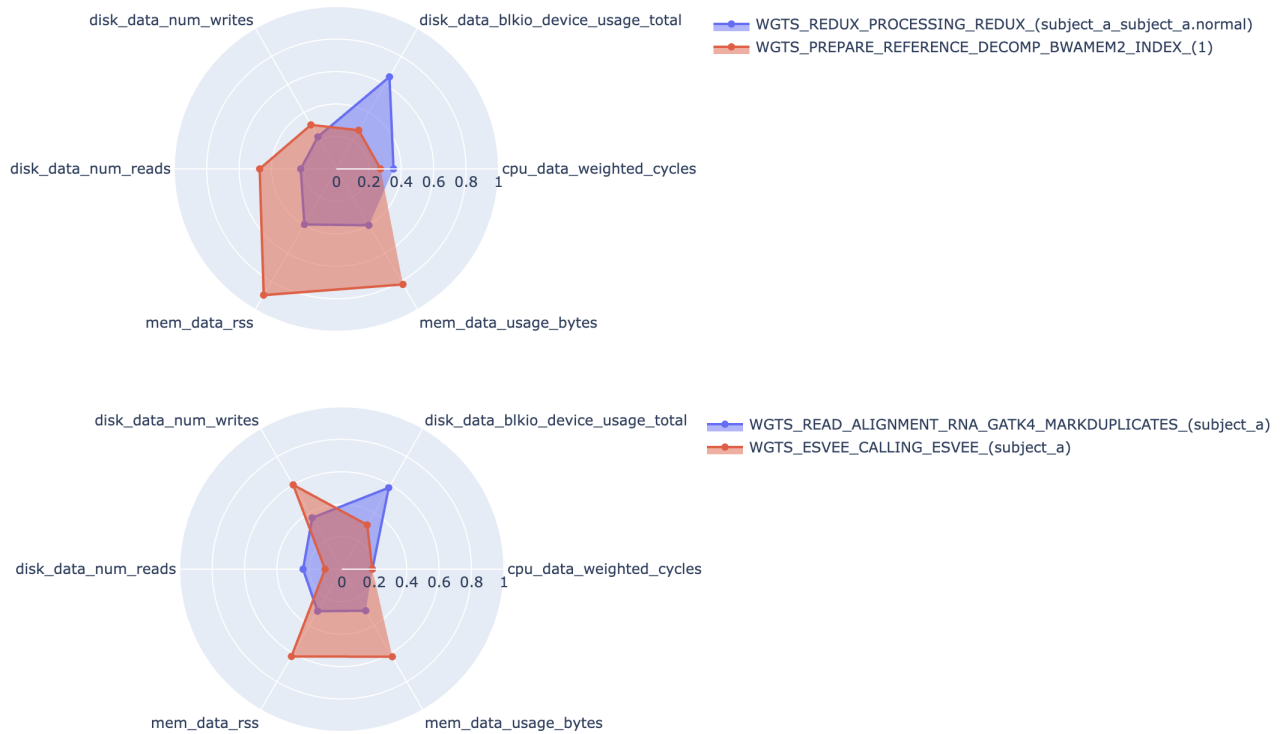 disk_data_num_writes
disk_data_blkio_device_usage_total
WGTS_REDUX_PROCESSING_REDUX_(subject_a_subject_a.normal)
WGTS_PREPARE_REFERENCE_DECOMP_BWAMEM2_INDEX_(1)
disk_data_num_reads
cpu_data_weighted_cycles
0 0.2 0.4 0.6 0.8 1
mem_data_rss
mem_data_usage_bytes
disk_data_num_writes
disk_data_blkio_device_usage_total
WGTS_READ_ALIGNMENT_RNA_GATK4_MARKDUPLICATES_(subject_a)
WGTS_ESVEE_CALLING_ESVEE_(subject_a)
disk_data_num_reads
cpu_data_weighted_cycles
0 0.2 0.4 0.6 0.8 1
mem_data_rss
mem_data_usage_bytes